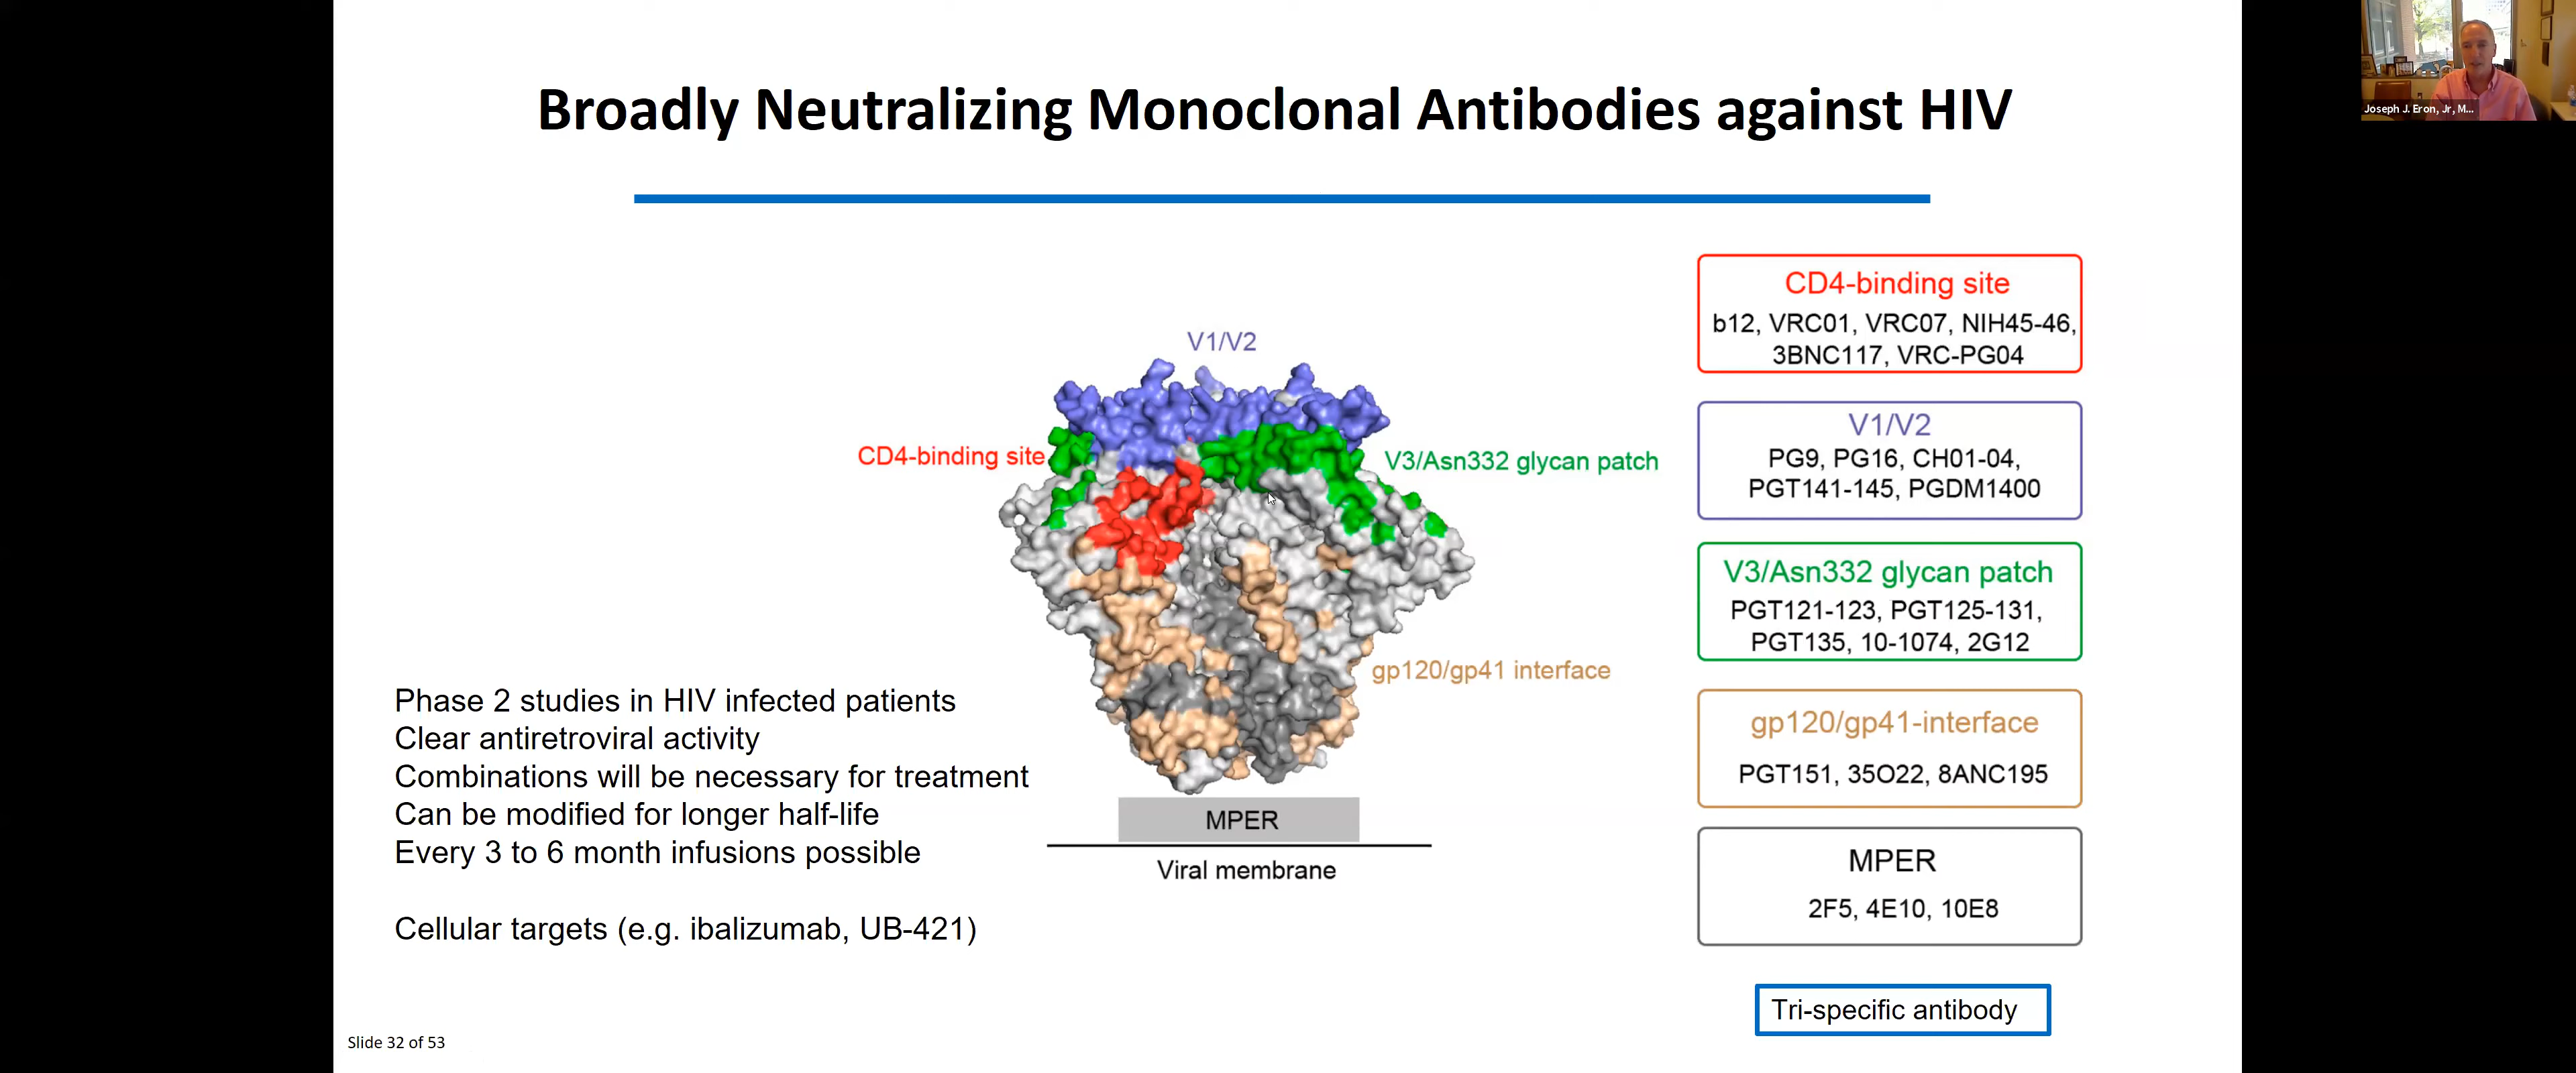 Broadly Neutralizing Monoclonal Antibodies against HIV
Joseph J. Eron, Jr, M...
V1/V2
CD4-binding site
V3/Asn332 glycan patch
gp120/gp41 interface
MPER
Viral membrane
Phase 2 studies in HIV infected patients
Clear antiretroviral activity
Combinations will be necessary for treatment
Can be modified for longer half-life
Every 3 to 6 month infusions possible
Cellular targets (e.g. ibalizumab, UB-421)
CD4-binding site
b12, VRC01, VRC07, NIH45-46,
3BNC117, VRC-PG04
V1/V2
PG9, PG16, CH01-04,
PGT141-145, PGDM1400
V3/Asn332 glycan patch
PGT121-123, PGT125-131,
PGT135, 10-1074, 2G12
gp120/gp41-interface
PGT151, 35O22, 8ANC195
MPER
2F5, 4E10, 10E8
Tri-specific antibody
Slide 32 of 53